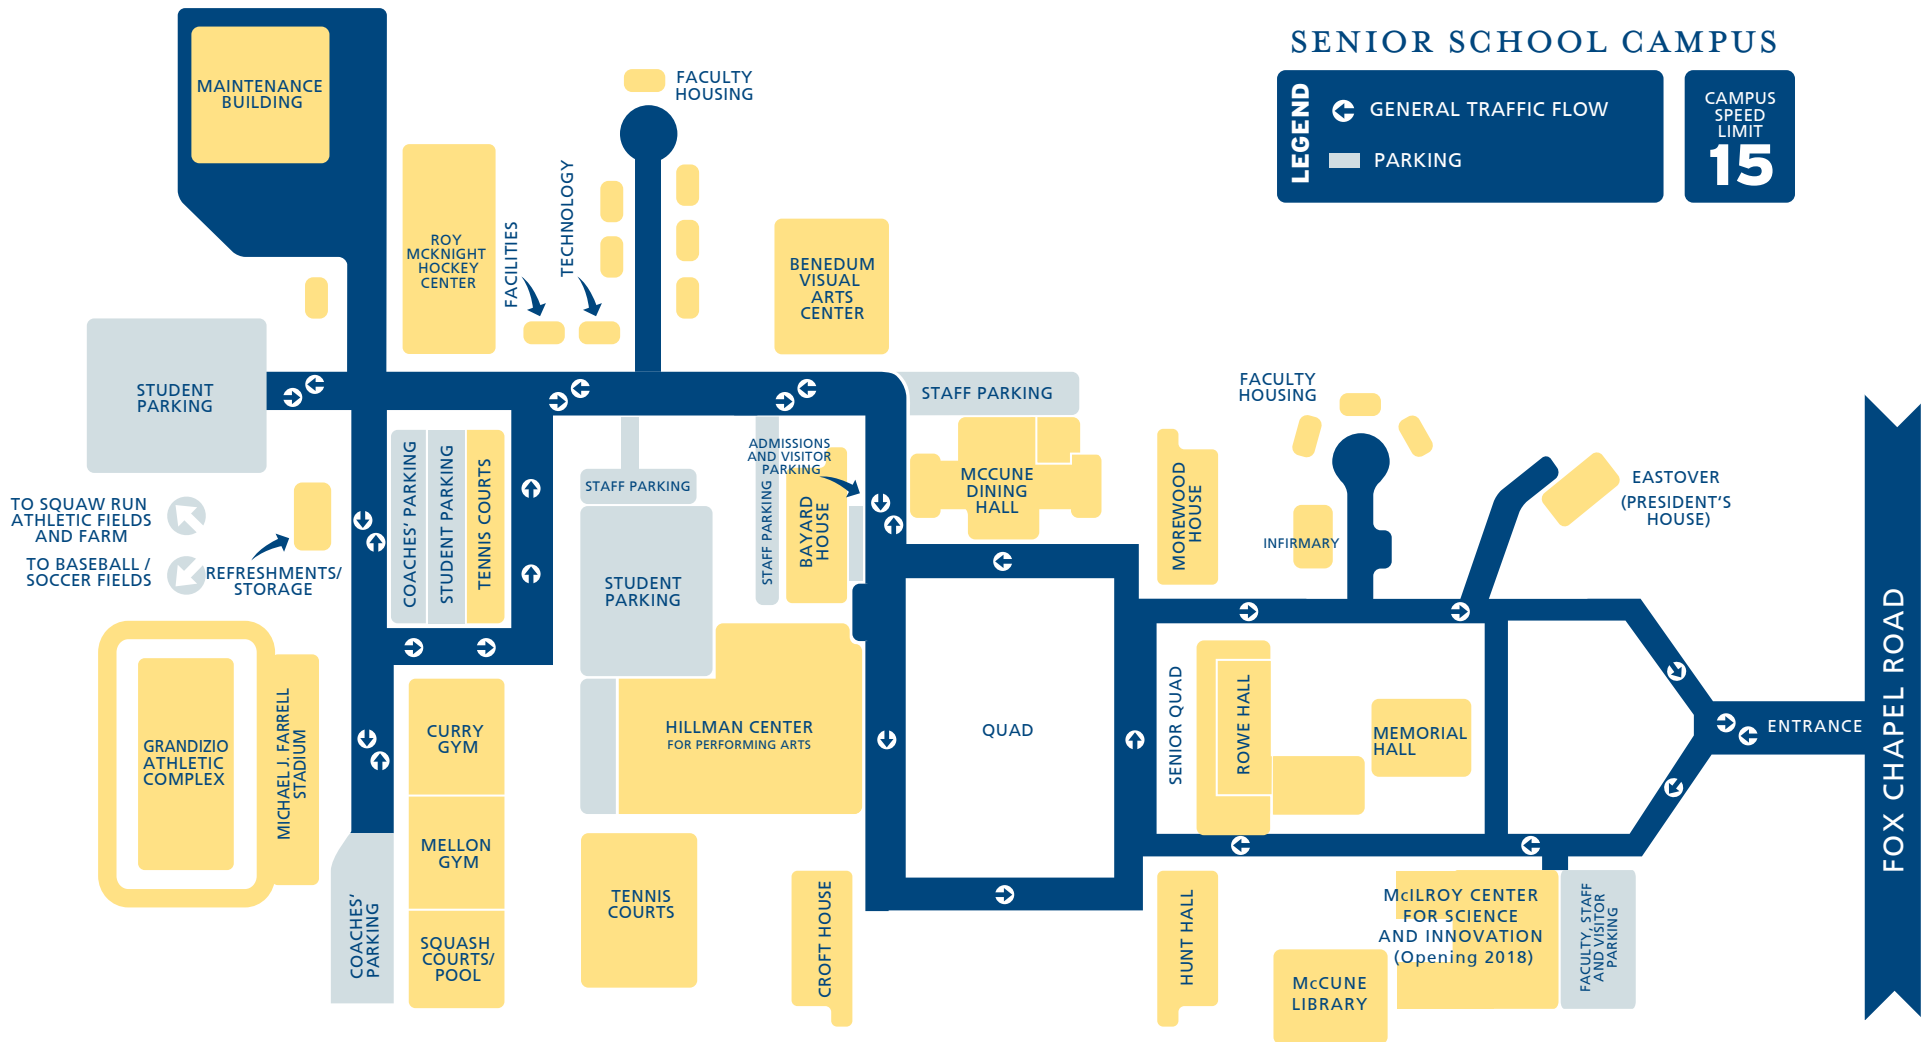 SENIOR SCHOOL CAMPUS
LEGEND
GENERAL TRAFFIC FLOW
PARKING
CAMPUS
SPEED
LIMIT
15
MAINTENANCE
BUILDING
FACULTY
HOUSING
ROY
MCKNIGHT
HOCKEY
CENTER
FACILITIES
TECHNOLOGY
BENEDUM
VISUAL
ARTS
CENTER
STUDENT
PARKING
STAFF PARKING
FACULTY
HOUSING
COACHES' PARKING
STUDENT PARKING
TENNIS COURTS
STAFF PARKING
STAFF PARKING
ADMISSIONS
AND VISITOR
PARKING
BAYARD
HOUSE
MCCUNE
DINING
HALL
MOREWOOD
HOUSE
INFIRMARY
EASTOVER
(PRESIDENT'S
HOUSE)
TO SQUAW RUN
ATHLETIC FIELDS
AND FARM
TO BASEBALL /
SOCCER FIELDS
REFRESHMENTS/
STORAGE
STUDENT
PARKING
GRANDIZIO
ATHLETIC
COMPLEX
MICHAEL J. FARRELL
STADIUM
CURRY
GYM
HILLMAN CENTER
FOR PERFORMING ARTS
QUAD
SENIOR QUAD
ROWE HALL
MEMORIAL
HALL
ENTRANCE
FOX CHAPEL ROAD
MELLON
GYM
COACHES'
PARKING
SQUASH
COURTS/
POOL
TENNIS
COURTS
CROFT HOUSE
HUNT HALL
McCUNE
LIBRARY
McILROY CENTER
FOR SCIENCE
AND INNOVATION
(Opening 2018)
FACULTY, STAFF
AND VISITOR
PARKING